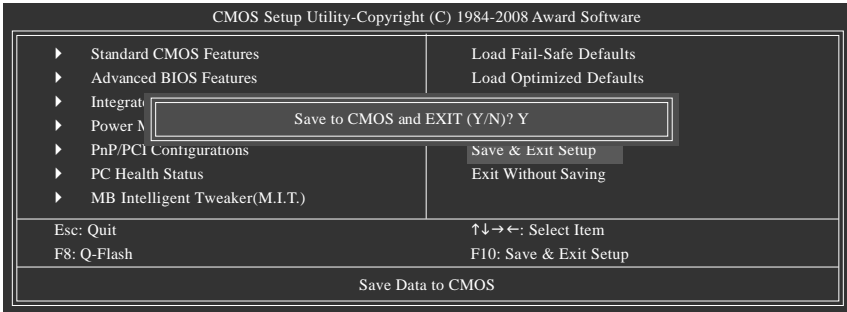 CMOS Setup Utility-Copyright (C) 1984-2008 Award Software
Standard CMOS Features
Advanced BIOS Features
PnP/PCI Configurations
PC Health Status
MB Intelligent Tweaker(M.I.T.)
Load Fail-Safe Defaults
Load Optimized Defaults
Save & Exit Setup
Exit Without Saving
Save to CMOS and EXIT (Y/N)? Y
Esc: Quit
F8: Q-Flash
↑↓→←: Select Item
F10: Save & Exit Setup
Save Data to CMOS